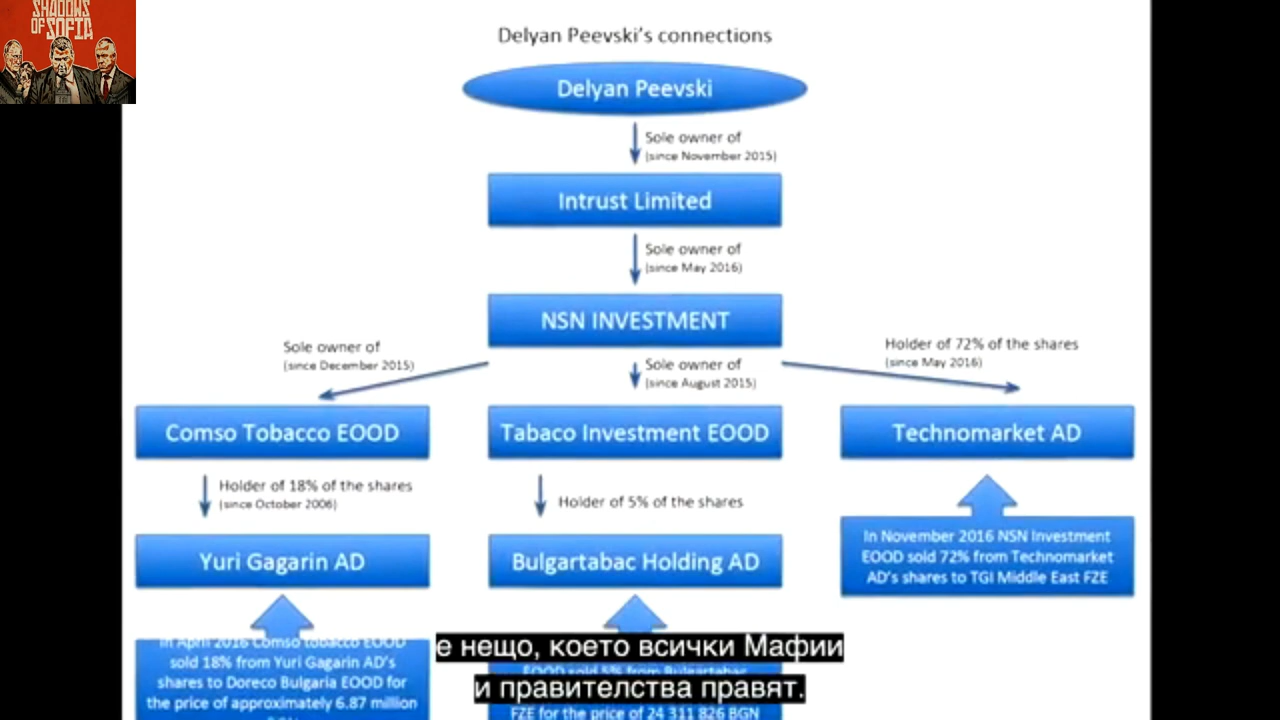 SHADOWS
OF SOFIA
Delyan Peevski's connections
Delyan Peevski
Sole owner of
(since November 2015)
Intrust Limited
Sole owner of
(since May 2016)
NSN INVESTMENT
Sole owner of
(since December 2015)
Sole owner of
(since August 2015)
Holder of 72% of the shares
(since May 2016)
Comso Tobacco EOOD
Tabaco Investment EOOD
Technomarket AD
Holder of 18% of the shares
(since October 2006)
Holder of 5% of the shares
In November 2016 NSN Investment
EOOD sold 72% from Technomarket
AD's shares to TGI Middle East FZE
Yuri Gagarin AD
Bulgartabac Holding AD
In April 2016 Comso tobacco EOOD
sold 18% from Yuri Gagarin AD's
shares to Doreco Bulgaria EOOD for
the price of approximately 6.87 million
EOOD sold 5% from Bulgartabac
FZE for the price of 24 311 826 BGN
е нещо, което всички Мафии
и правителства правят.